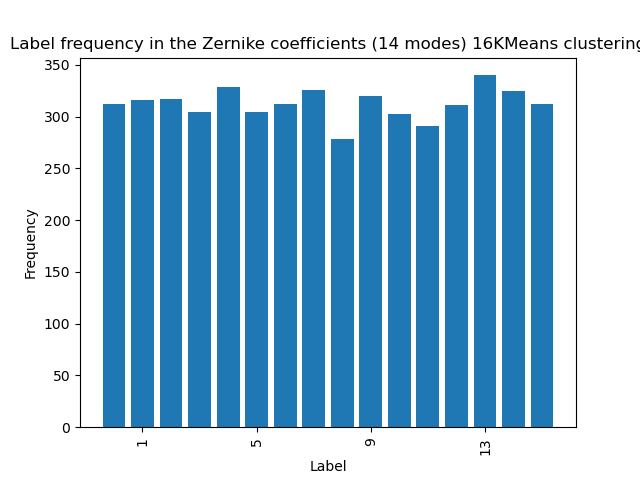 Label frequency in the Zernike coefficients (14 modes) 16KMeans clustering
350
300
250
200
150
100
50
0
Frequency
1 5 9 13
Label